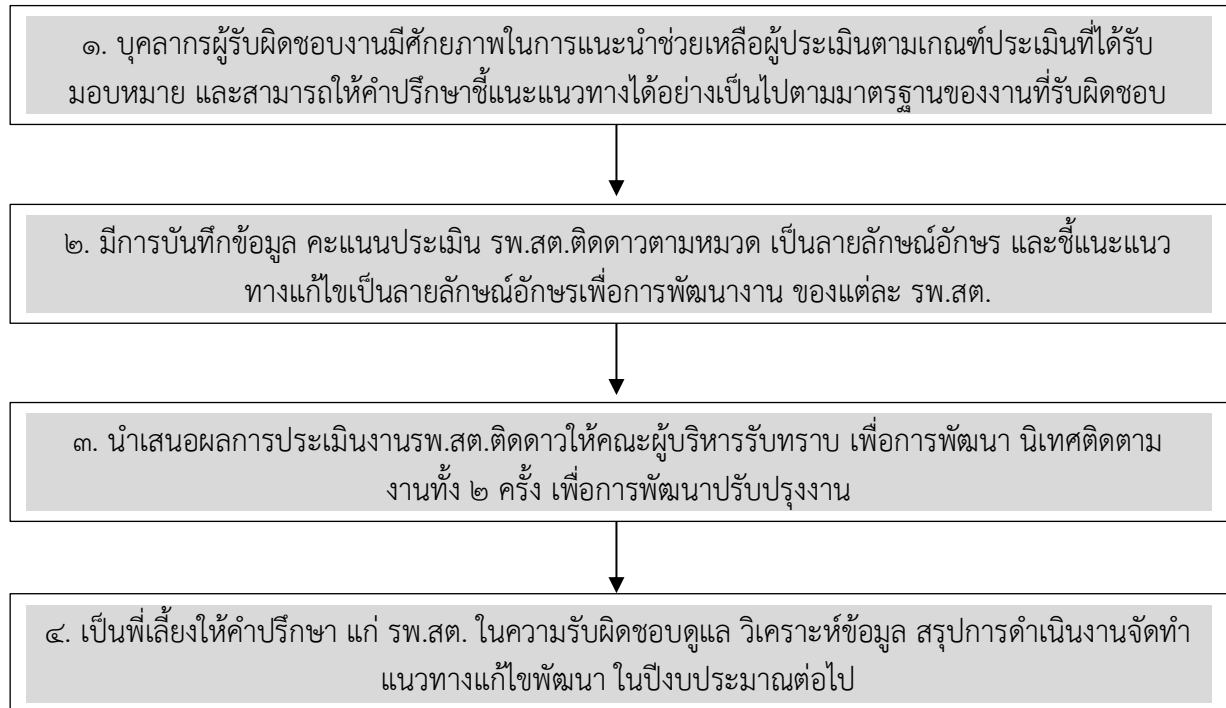 ๑. บุคลากรผู้รับผิดชอบงานมีศักยภาพในการแนะนำช่วยเหลือผู้ประเมินตามเกณฑ์ประเมินที่ได้รับ
มอบหมาย และสามารถให้คำปรึกษาชี้แนะแนวทางได้อย่างเป็นไปตามมาตรฐานของงานที่รับผิดชอบ
๒. มีการบันทึกข้อมูล คะแนนประเมิน รพ.สต.ติดดาวตามหมวด เป็นลายลักษณ์อักษร และชี้แนะแนว
ทางแก้ไขเป็นลายลักษณ์อักษรเพื่อการพัฒนางาน ของแต่ละ รพ.สต.
๓. นำเสนอผลการประเมินงานรพ.สต.ติดดาวให้คณะผู้บริหารรับทราบ เพื่อการพัฒนา นิเทศติดตาม
งานทั้ง ๒ ครั้ง เพื่อการพัฒนาปรับปรุงงาน
๔. เป็นพี่เลี้ยงให้คำปรึกษา แก่ รพ.สต. ในความรับผิดชอบดูแล วิเคราะห์ข้อมูล สรุปการดำเนินงานจัดทำ
แนวทางแก้ไขพัฒนา ในปีงบประมาณต่อไป